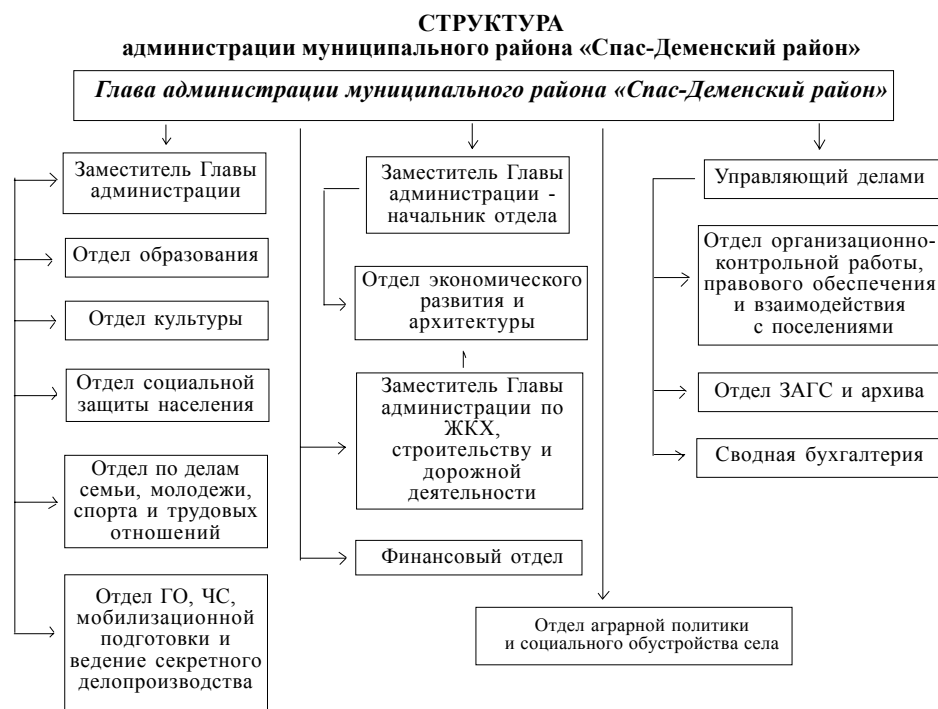 СТРУКТУРА
администрации муниципального района «Спас-Деменский район»
Глава администрации муниципального района «Спас-Деменский район»
Заместитель Главы
администрации
Отдел образования
Отдел культуры
Отдел социальной
защиты населения
Отдел по делам
семьи, молодежи,
спорта и трудовых
отношений
Отдел ГО, ЧС,
мобилизационной
подготовки и
ведение секретного
делопроизводства
Заместитель Главы
администрации -
начальник отдела
Отдел экономического
развития и
архитектуры
Заместитель Главы
администрации по
ЖКХ,
строительству и
дорожной
деятельности
Финансовый отдел
Отдел аграрной политики
и социального обустройства села
Управляющий делами
Отдел организационно-
контрольной работы,
правового обеспечения
и взаимодействия
с поселениями
Отдел ЗАГС и архива
Сводная бухгалтерия